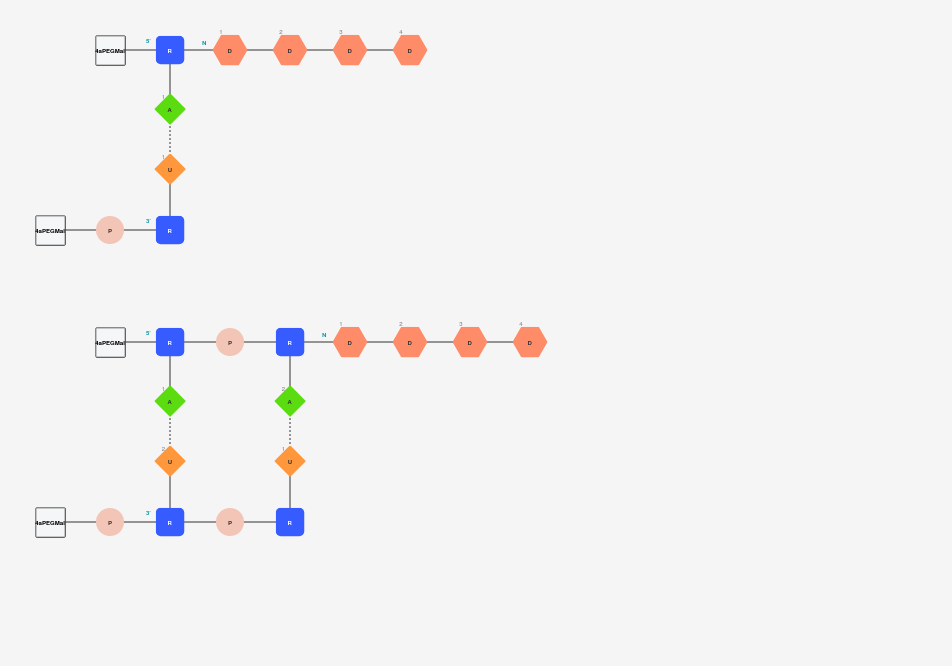 5' N 1 2 3 4
4aPEGMal R D D D D
1
A
1
U
3'
4aPEGMal P R
5' N 1 2 3 4
4aPEGMal R P R D D D D
1 2
A A
2 1
U U
3'
4aPEGMal P R P R